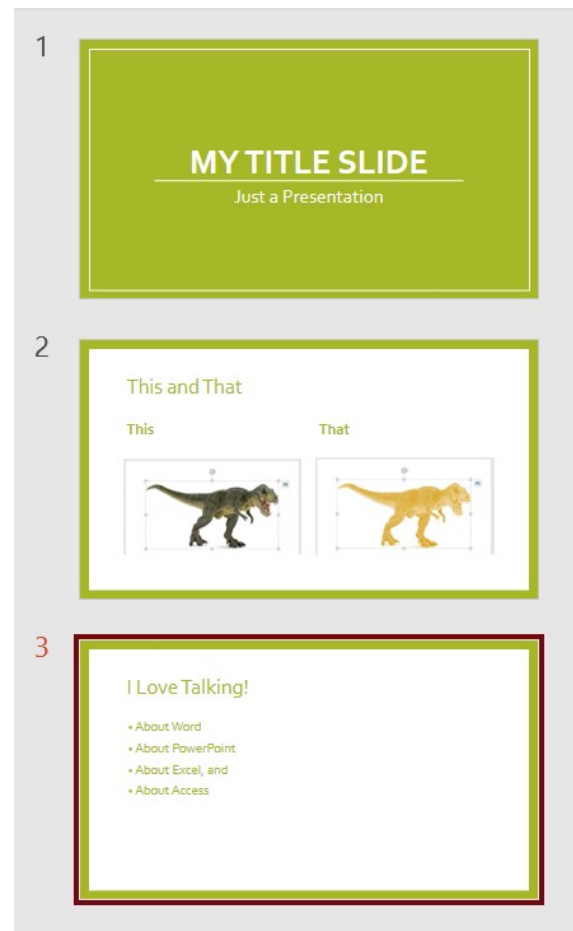 1
MY TITLE SLIDE
Just a Presentation
2
This and That
This That
3
I Love Talking!
• About Word
• About PowerPoint
• About Excel, and
• About Access